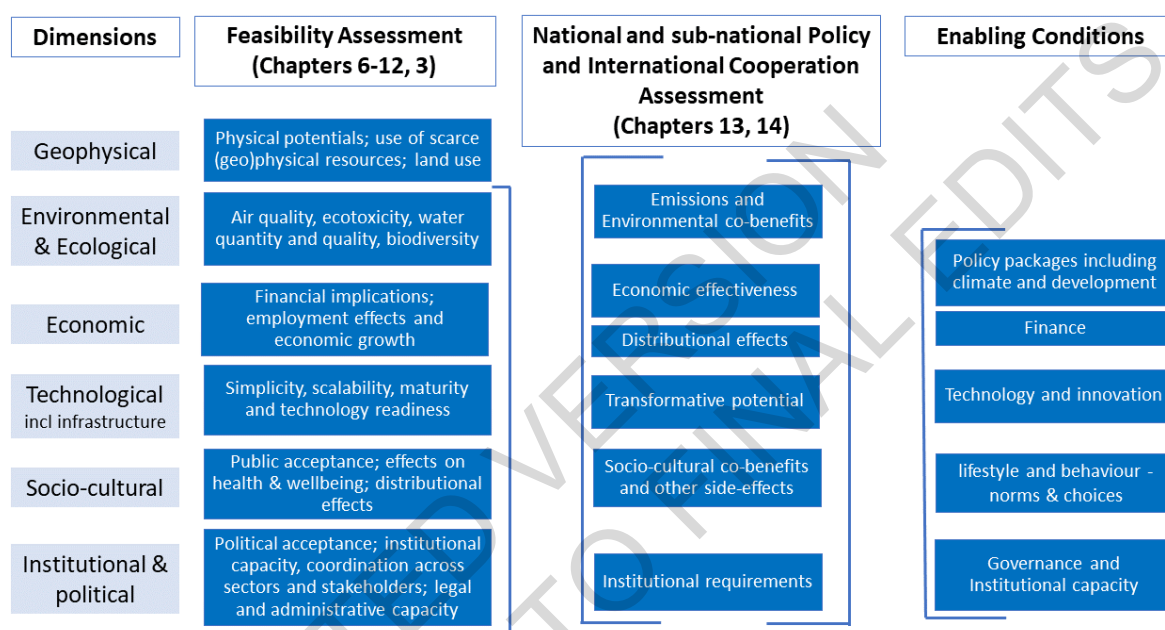 Dimensions
Feasibility Assessment
(Chapters 6-12, 3)
National and sub-national Policy
and International Cooperation
Assessment
(Chapters 13, 14)
Enabling Conditions
Geophysical
Physical potentials; use of scarce
(geo)physical resources; land use
Environmental
& Ecological
Air quality, ecotoxicity, water
quantity and quality, biodiversity
Emissions and
Environmental co-benefits
Policy packages including
climate and development
Economic
Financial implications;
employment effects and
economic growth
Economic effectiveness
Distributional effects
Finance
Technological
incl infrastructure
Simplicity, scalability, maturity
and technology readiness
Transformative potential
Technology and innovation
Socio-cultural
Public acceptance; effects on
health & wellbeing; distributional
effects
Socio-cultural co-benefits
and other side-effects
lifestyle and behaviour -
norms & choices
Institutional &
political
Political acceptance; institutional
capacity, coordination across
sectors and stakeholders; legal
and administrative capacity
Institutional requirements
Governance and
Institutional capacity
TED VERSION
TO FINAL EDITS